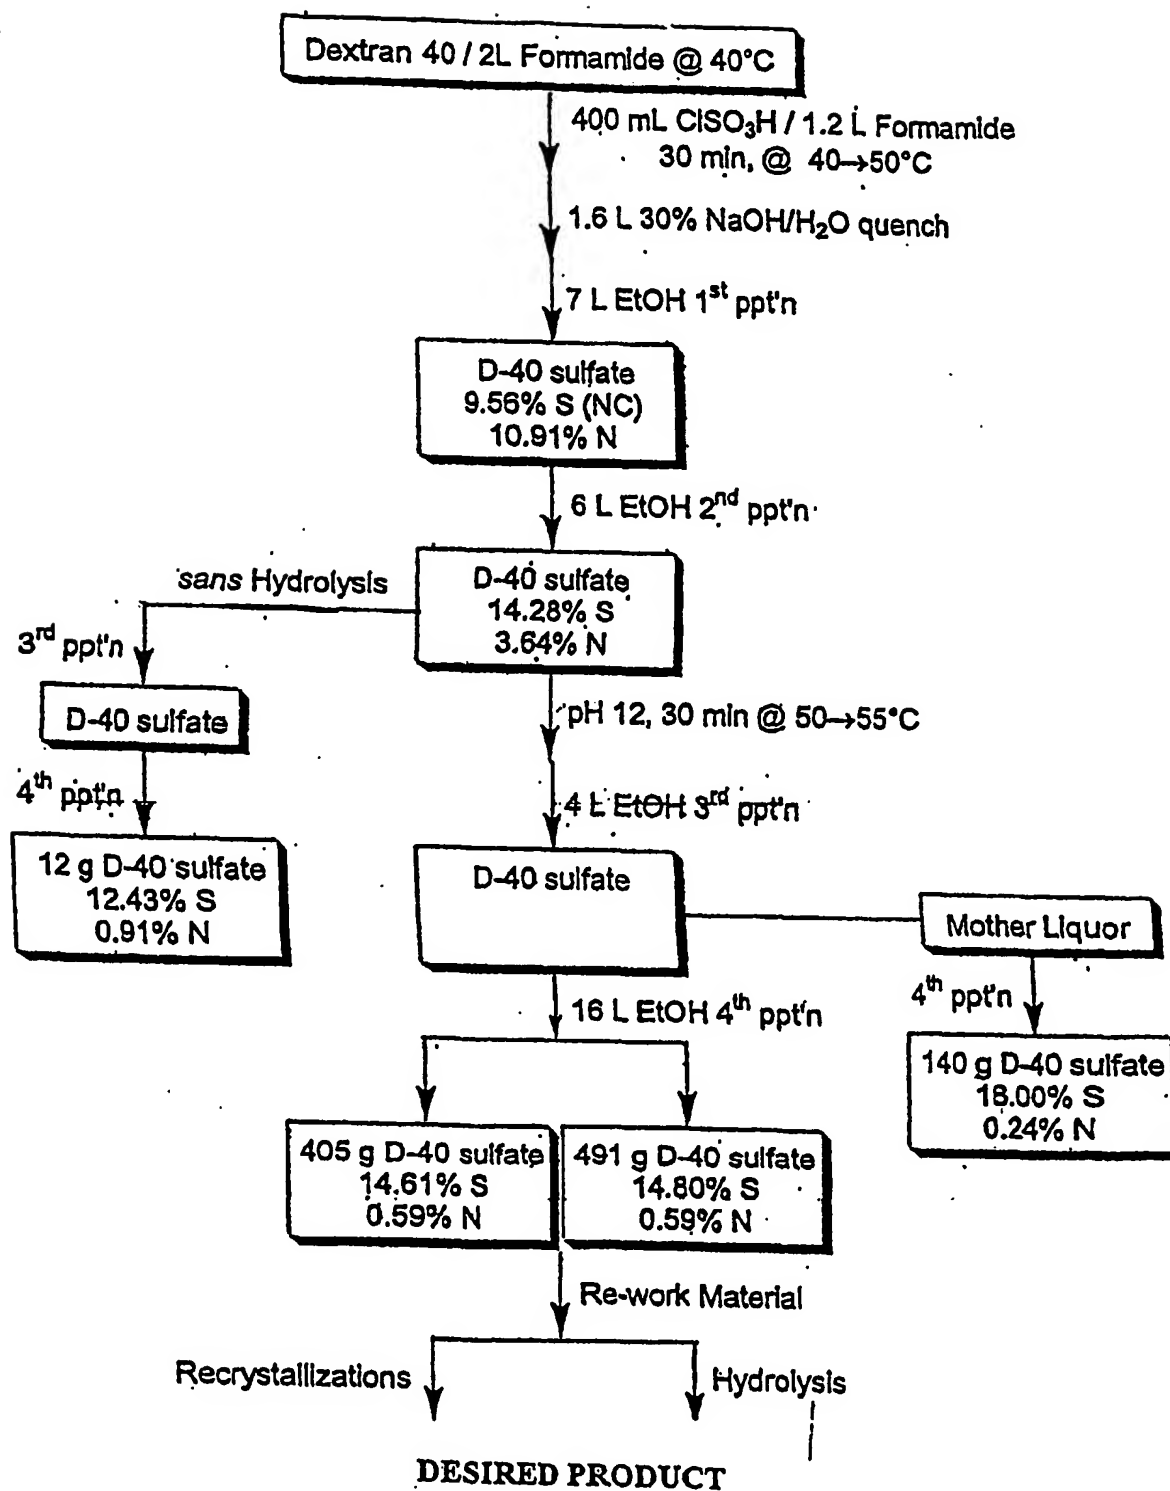 Dextran 40 / 2L Formamide @ 40°C
400 mL ClSO₃H / 1.2 L Formamide
30 min, @ 40→50°C
1.6 L 30% NaOH/H₂O quench
7 L EtOH 1st ppt'n
D-40 sulfate
9.56% S (NC)
10.91% N
6 L EtOH 2nd ppt'n
sans Hydrolysis
D-40 sulfate
14.28% S
3.64% N
3rd ppt'n
D-40 sulfate
pH 12, 30 min @ 50→55°C
4th ppt'n
4 L EtOH 3rd ppt'n
12 g D-40 sulfate
12.43% S
0.91% N
D-40 sulfate
Mother Liquor
16 L EtOH 4th ppt'n
4th ppt'n
140 g D-40 sulfate
18.00% S
0.24% N
405 g D-40 sulfate
14.61% S
0.59% N
491 g D-40 sulfate
14.80% S
0.59% N
Re-work Material
Recrystallizations
Hydrolysis
DESIRED PRODUCT